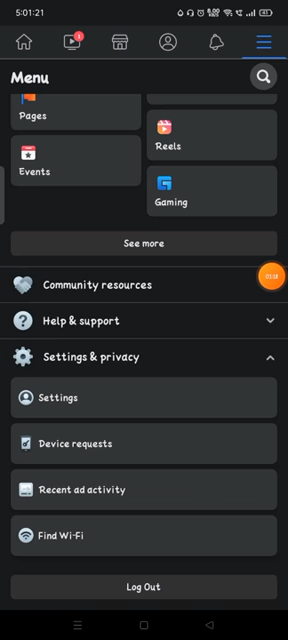 5:01:21
Menu
Pages
Reels
Events
Gaming
See more
Community resources
Help & support
Settings & privacy
Settings
Device requests
Recent ad activity
Find Wi-Fi
Log Out